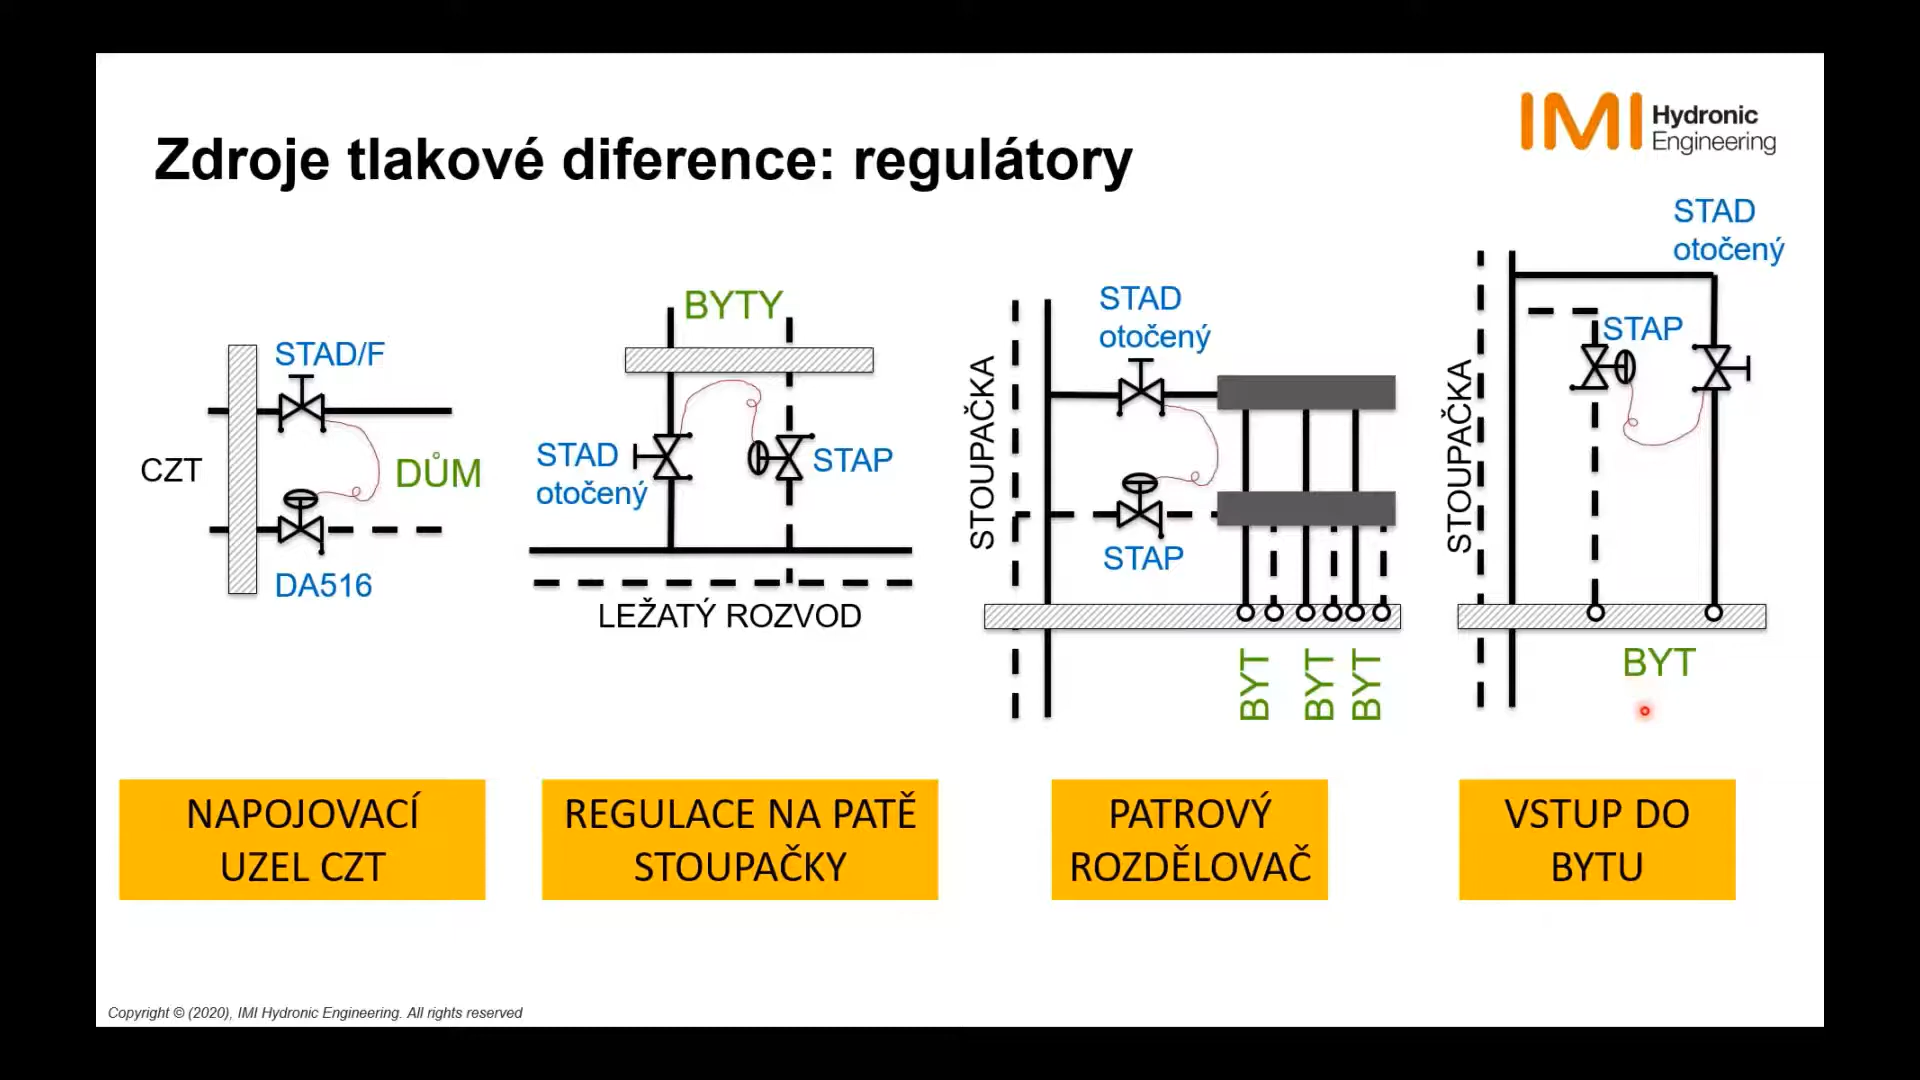 Zdroje tlakové diference: regulátory
IMI Hydronic
Engineering
STAD/F
CZT
DŮM
DA516
BYTY
STAD
otočený
STAP
LEŽATÝ ROZVOD
STOUPAČKA
STAD
otočený
STAP
BYT
BYT
BYT
STOUPAČKA
STAD
otočený
STAP
BYT
NAPOJOVACÍ
UZEL CZT
REGULACE NA PATĚ
STOUPAČKY
PATROVÝ
ROZDĚLOVAČ
VSTUP DO
BYTU
Copyright © (2020), IMI Hydronic Engineering. All rights reserved